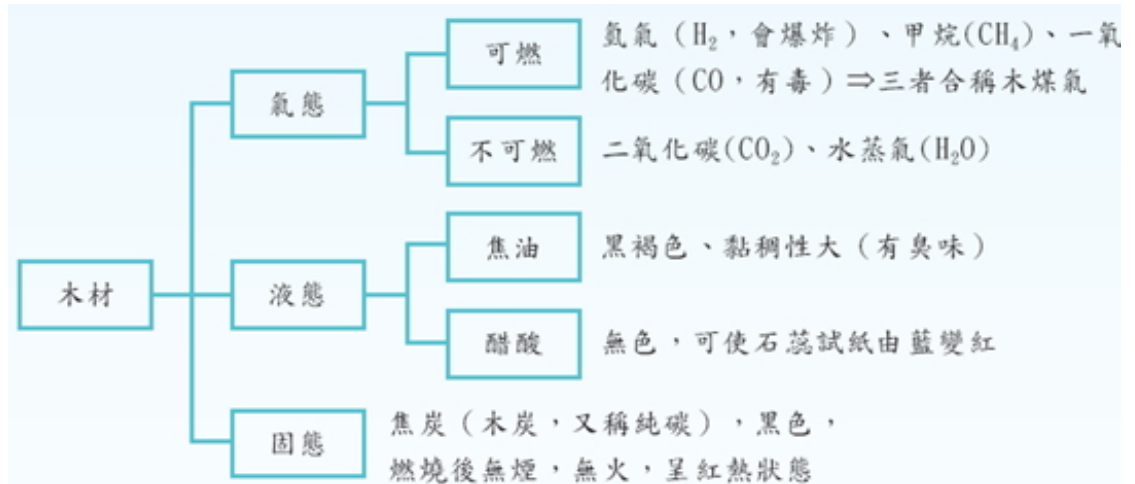 可燃
氫氣（H₂，會爆炸）、甲烷(CH₄)、一氧
化碳（CO，有毒）⇒三者合稱木煤氣
氣態
不可燃
二氧化碳(CO₂)、水蒸氣(H₂O)
焦油
黑褐色、黏稠性大（有臭味）
木材
液態
醋酸
無色，可使石蕊試紙由藍變紅
固態
焦炭（木炭，又稱純碳），黑色，
燃燒後無煙，無火，呈紅熱狀態